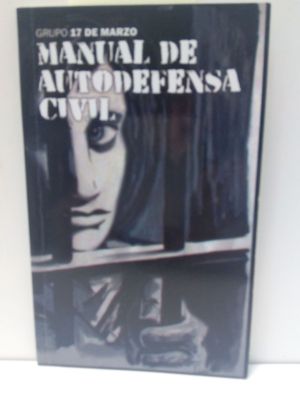 GRUPO 17 DE MARZO
MANUAL DE
AUTODEFENSA
CIVIL